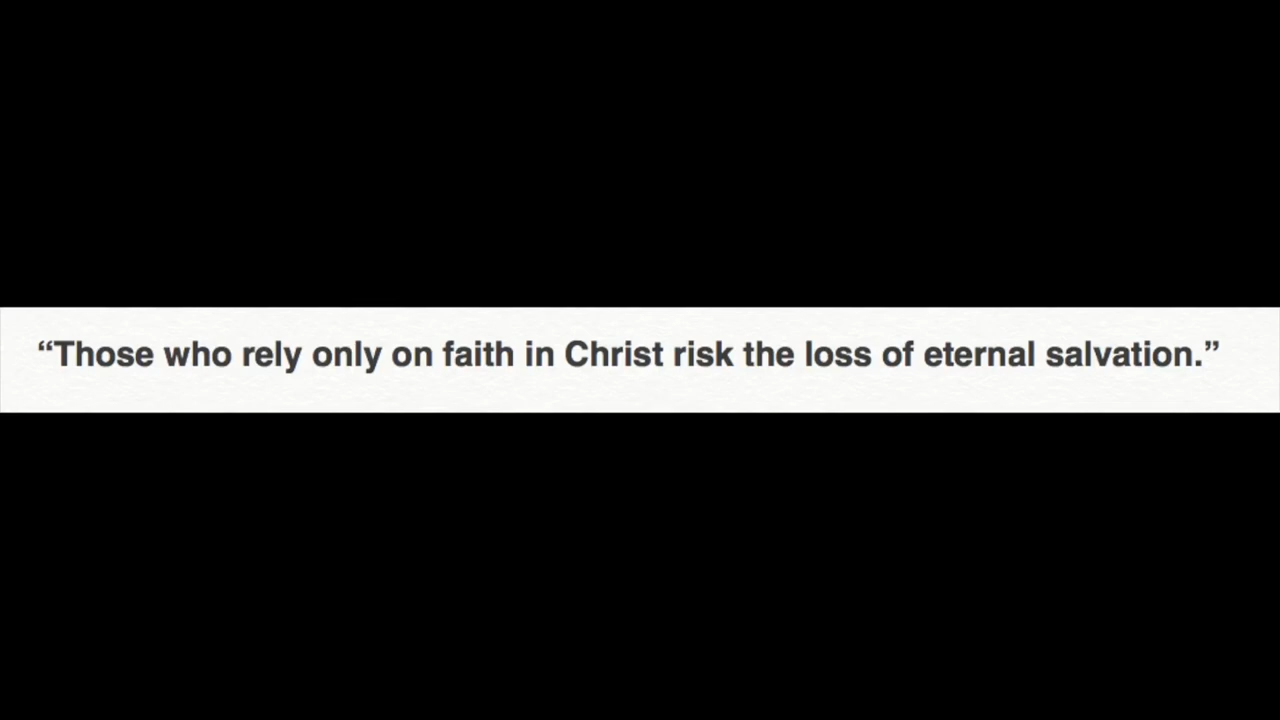 “Those who rely only on faith in Christ risk the loss of eternal salvation.”